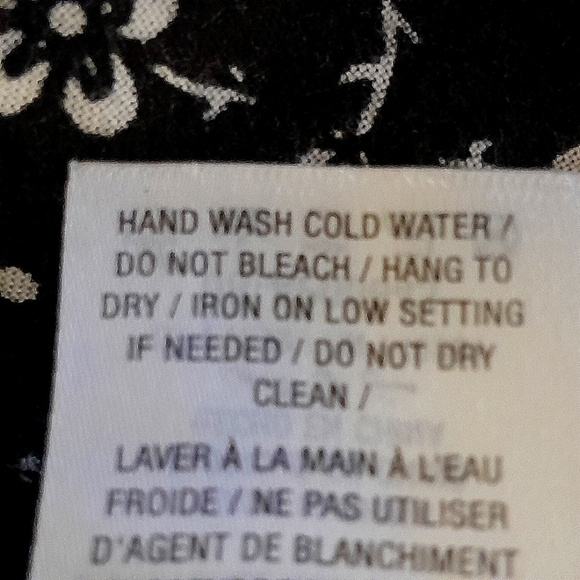 HAND WASH COLD WATER /
DO NOT BLEACH / HANG TO
DRY / IRON ON LOW SETTING
IF NEEDED / DO NOT DRY
CLEAN /
LAVER À LA MAIN À L'EAU
FROIDE / NE PAS UTILISER
D'AGENT DE BLANCHIMENT